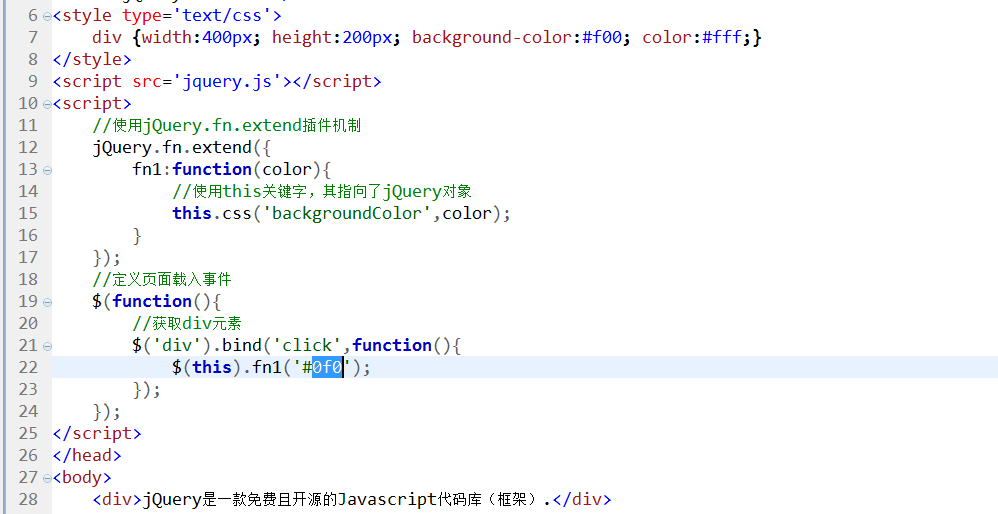 6 <style type='text/css'>
7     div {width:400px; height:200px; background-color:#f00; color:#fff;}
8 </style>
9 <script src='jquery.js'></script>
10 <script>
11     //使用jQuery.fn.extend插件机制
12     jQuery.fn.extend({
13         fn1:function(color){
14             //使用this关键字，其指向了jQuery对象
15             this.css('backgroundColor',color);
16         }
17     });
18     //定义页面载入事件
19     $(function(){
20         //获取div元素
21         $('div').bind('click',function(){
22             $(this).fn1('#0f0');
23         });
24     });
25 </script>
26 </head>
27 <body>
28     <div>jQuery是一款免费且开源的Javascript代码库（框架）.</div>